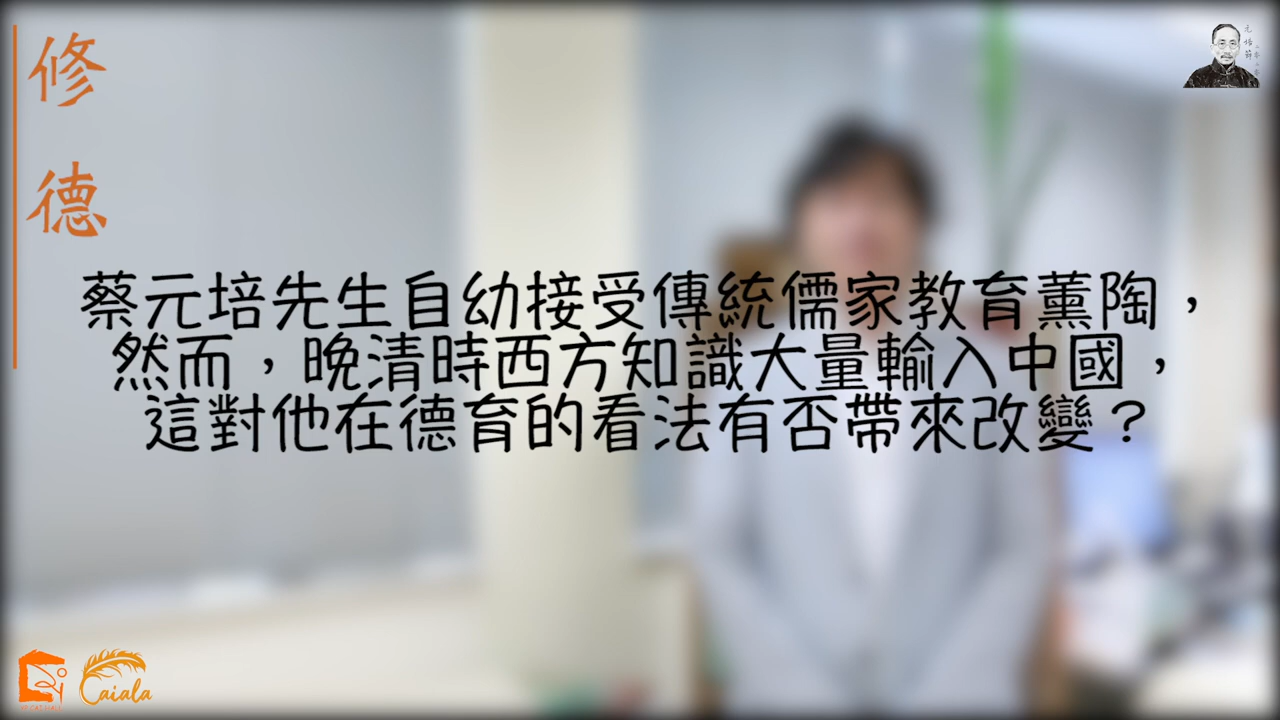 修
德
蔡元培先生自幼接受傳統儒家教育薰陶，
然而，晚清時西方知識大量輸入中國，
這對他在德育的看法有否帶來改變？
Caiala